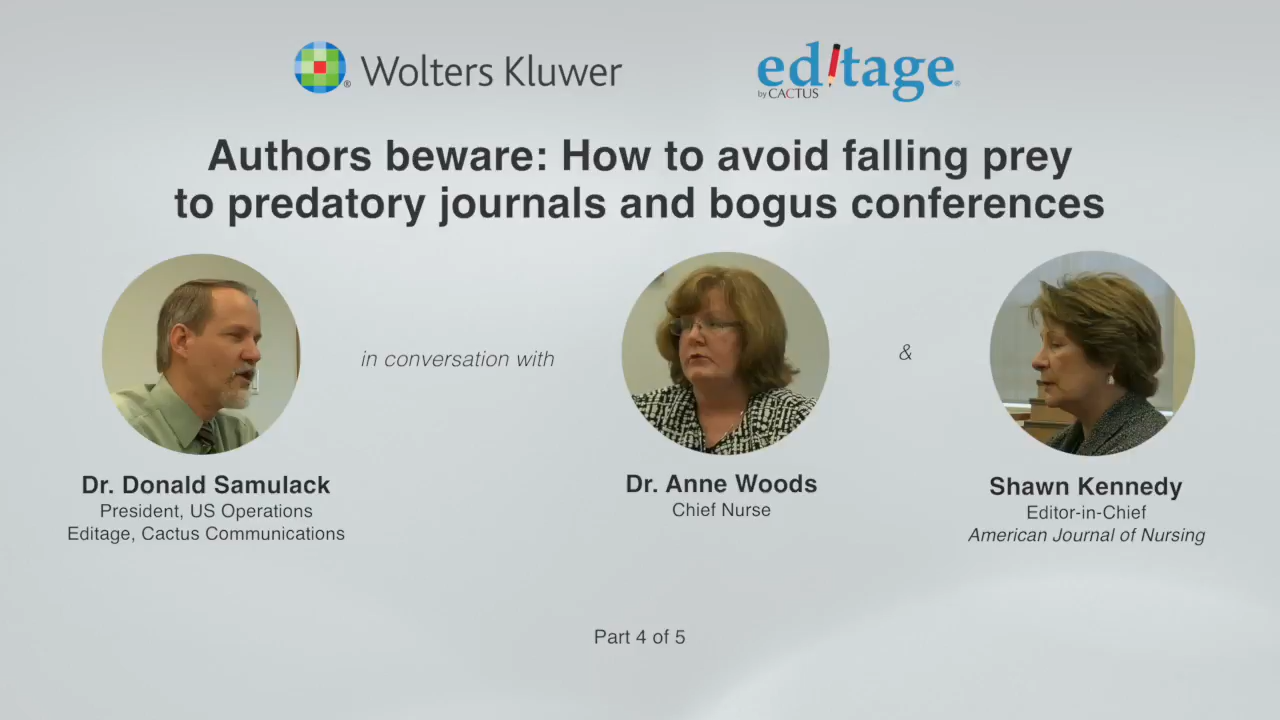 Wolters Kluwer
editage
by CACTUS
Authors beware: How to avoid falling prey
to predatory journals and bogus conferences
in conversation with
&
Dr. Donald Samulack
President, US Operations
Editage, Cactus Communications
Dr. Anne Woods
Chief Nurse
Shawn Kennedy
Editor-in-Chief
American Journal of Nursing
Part 4 of 5